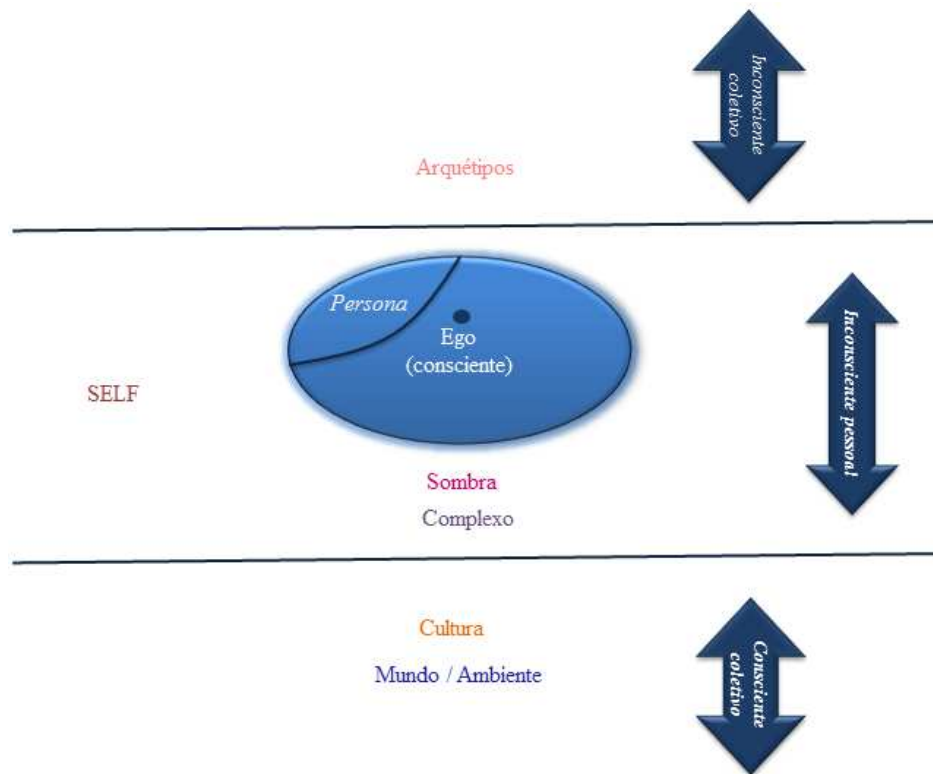 Inconsciente
coletivo
Arquétipos
Persona
Ego
(consciente)
SELF
Inconsciente pessoal
Sombra
Complexo
Cultura
Mundo / Ambiente
Consciente
coletivo